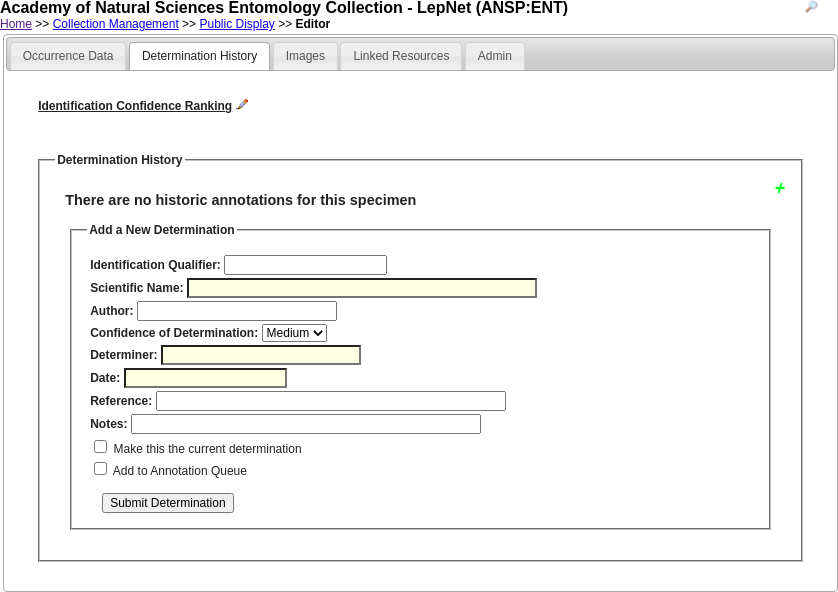 Academy of Natural Sciences Entomology Collection - LepNet (ANSP:ENT)
Home >> Collection Management >> Public Display >> Editor
Occurrence Data Determination History Images Linked Resources Admin
Identification Confidence Ranking
Determination History
There are no historic annotations for this specimen
Add a New Determination
Identification Qualifier:
Scientific Name:
Author:
Confidence of Determination: Medium
Determiner:
Date:
Reference:
Notes:
Make this the current determination
Add to Annotation Queue
Submit Determination